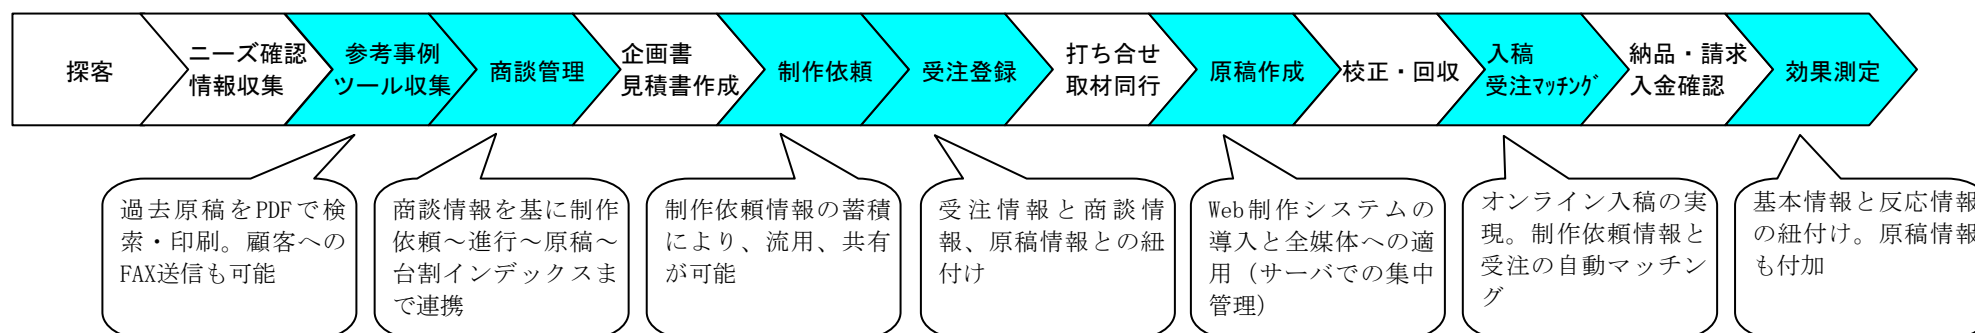 探客
ニーズ確認
情報収集
参考事例
ツール収集
商談管理
企画書
見積書作成
制作依頼
受注登録
打ち合せ
取材同行
原稿作成
校正・回収
入稿
受注ﾏｯﾁﾝｸﾞ
納品・請求
入金確認
効果測定
過去原稿をPDFで検
索・印刷。顧客への
FAX送信も可能
商談情報を基に制作
依頼～進行～原稿～
台割インデックスま
で連携
制作依頼情報の蓄積
により、流用、共有
が可能
受注情報と商談情
報、原稿情報との紐
付け
Web制作システムの
導入と全媒体への適
用（サーバでの集中
管理）
オンライン入稿の実
現。制作依頼情報と
受注の自動マッチン
グ
基本情報と反応情報
の紐付け。原稿情報
も付加